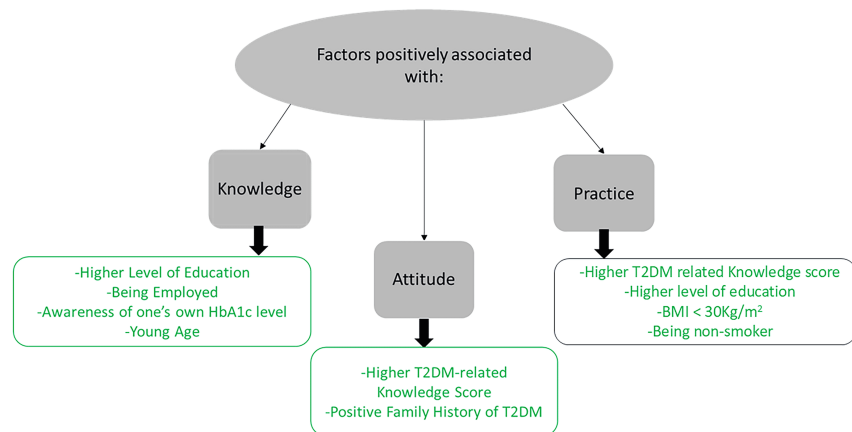 Factors positively associated
with:
Knowledge
-Higher Level of Education
-Being Employed
-Awareness of one's own HbA1c level
-Young Age
Attitude
-Higher T2DM-related
Knowledge Score
-Positive Family History of T2DM
Practice
-Higher T2DM related Knowledge score
-Higher level of education
-BMI < 30Kg/m²
-Being non-smoker